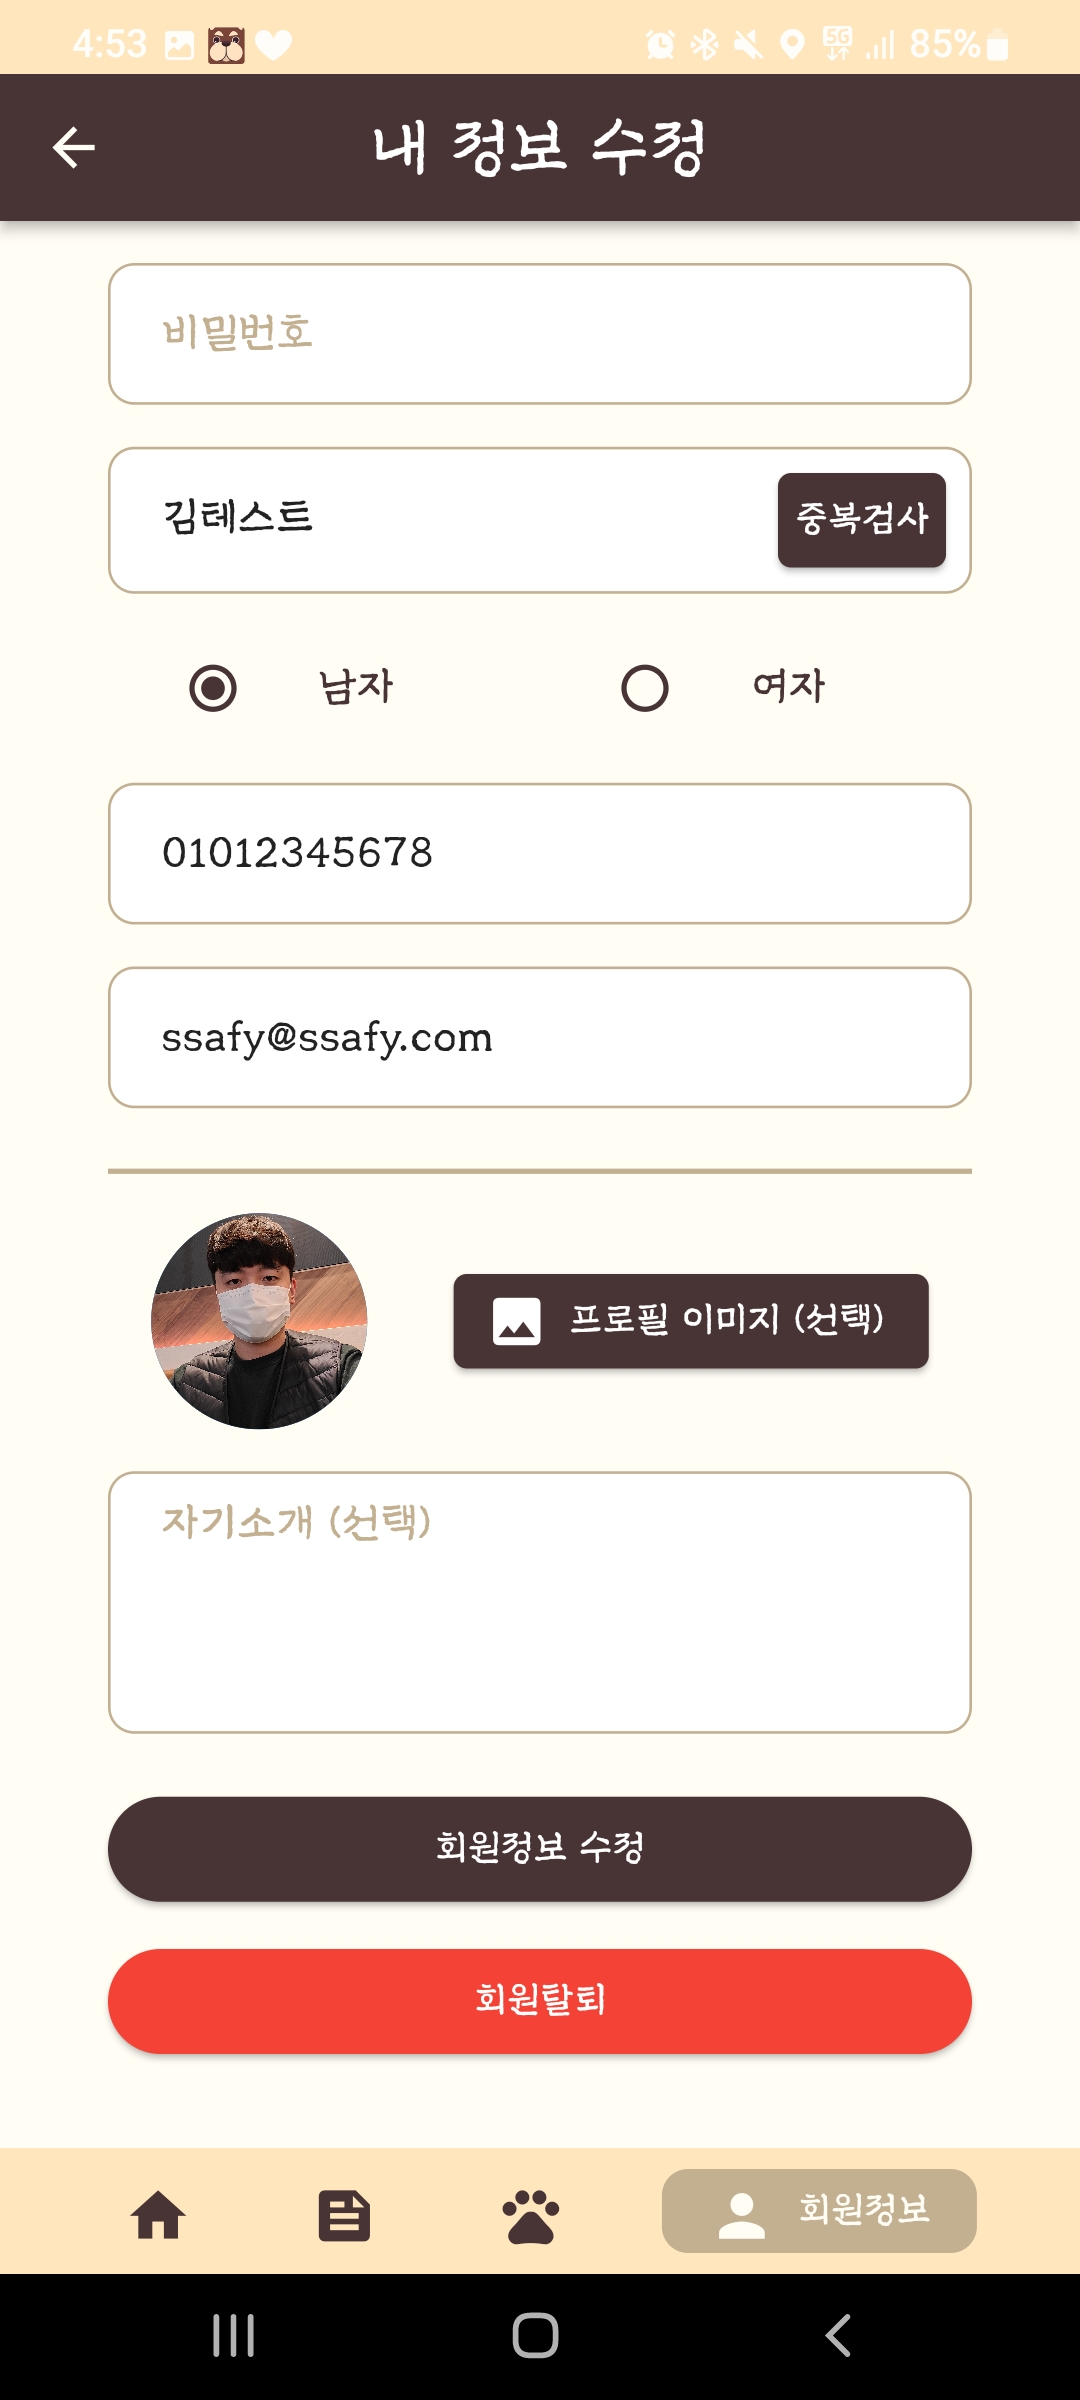 4:53 5G 85%
내 정보 수정
비밀번호
김테스트 중복검사
남자 여자
01012345678
ssafy@ssafy.com
프로필 이미지 (선택)
자기소개 (선택)
회원정보 수정
회원탈퇴
회원정보